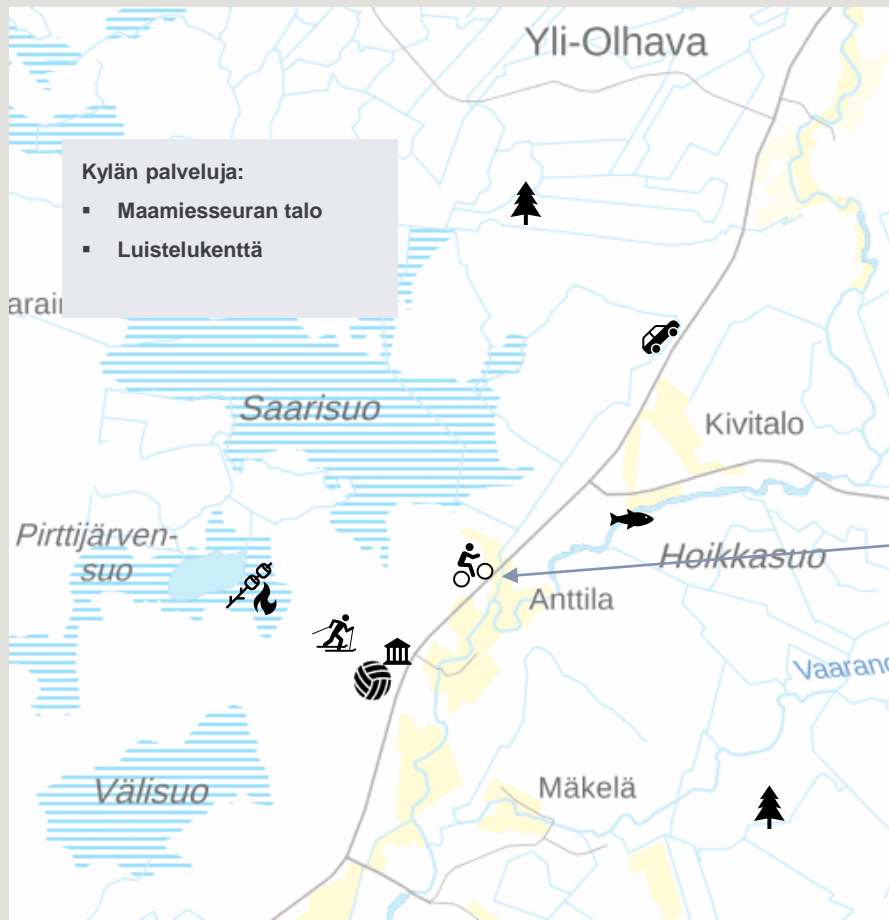 Yli-Olhava
Kylän palveluja:
▪ Maamiesseuran talo
▪ Luistelukenttä
Saarisuo
Kivitalo
Pirttijärven-
suo
Hoikkasuo
Anttila
Välisuo
Mäkelä